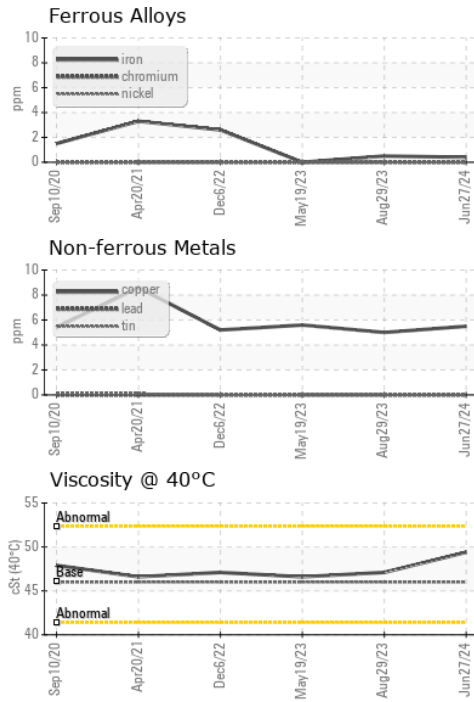 Ferrous Alloys
10
8
6
4
2
0
ppm
iron
chromium
nickel
Sep10/20
Apr20/21
Dec6/22
May19/23
Aug29/23
Jun27/24
Non-ferrous Metals
10
8
6
4
2
0
ppm
copper
lead
tin
Sep10/20
Apr20/21
Dec6/22
May19/23
Aug29/23
Jun27/24
Viscosity @ 40°C
55
50
45
40
cSt (40°C)
Abnormal
Base
Abnormal
Sep10/20
Apr20/21
Dec6/22
May19/23
Aug29/23
Jun27/24